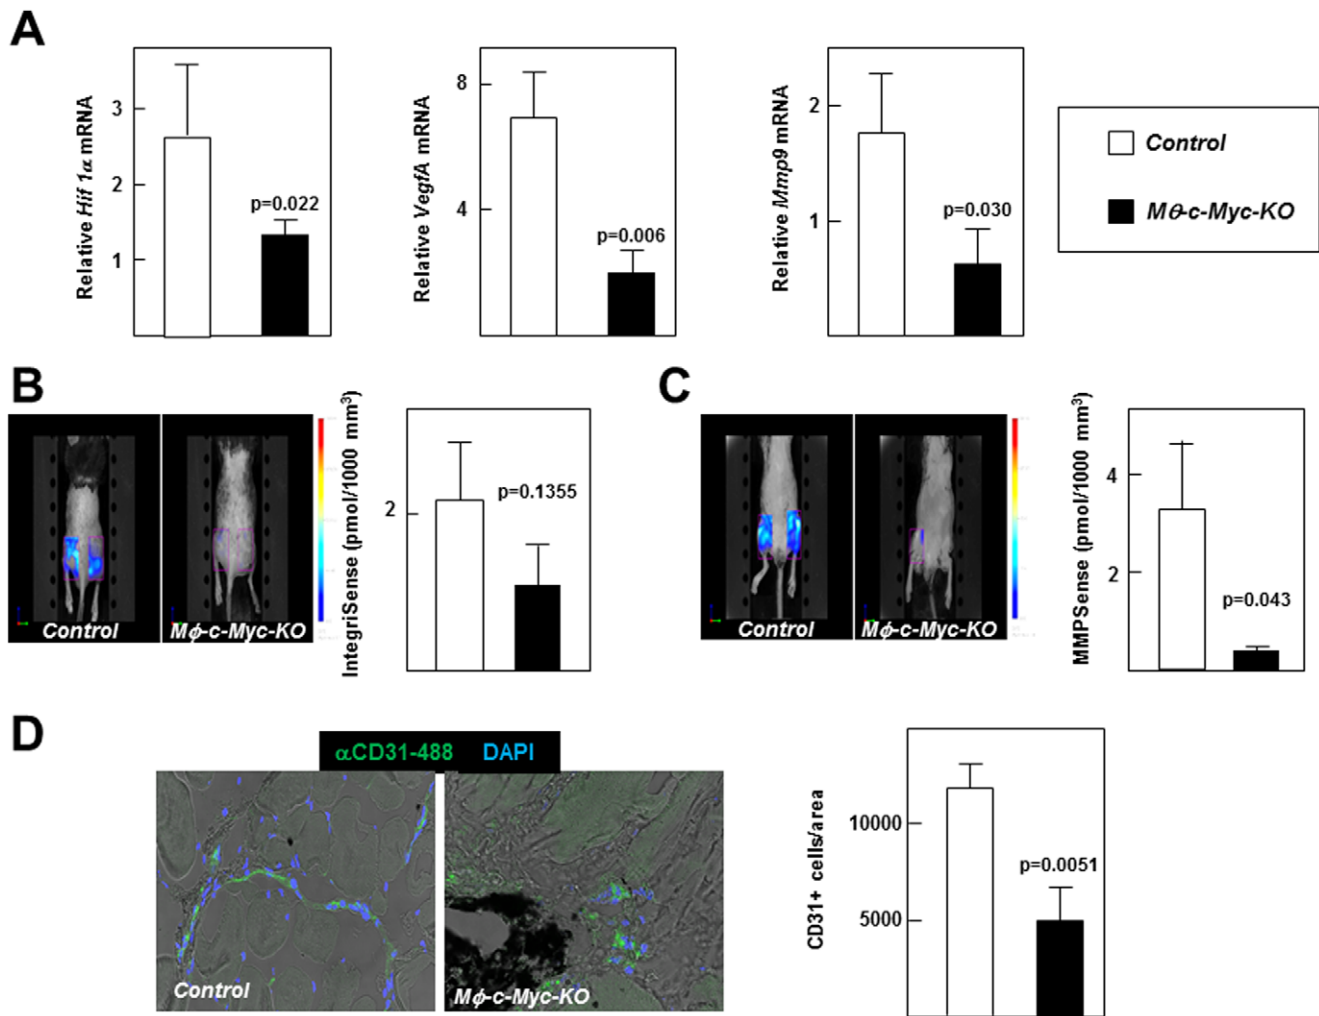 A
Relative Hif 1α mRNA
3
2
1
p=0.022
Relative VegfA mRNA
8
4
p=0.006
Relative Mmp9 mRNA
2
1
p=0.030
Control
Mθ-c-Myc-KO
B
Control
Mϕ-c-Myc-KO
IntegriSense (pmol/1000 mm³)
2
p=0.1355
C
Control
Mϕ-c-Myc-KO
MMPSense (pmol/1000 mm³)
4
2
p=0.043
D
αCD31-488 DAPI
Control
Mϕ-c-Myc-KO
CD31+ cells/area
10000
5000
p=0.0051